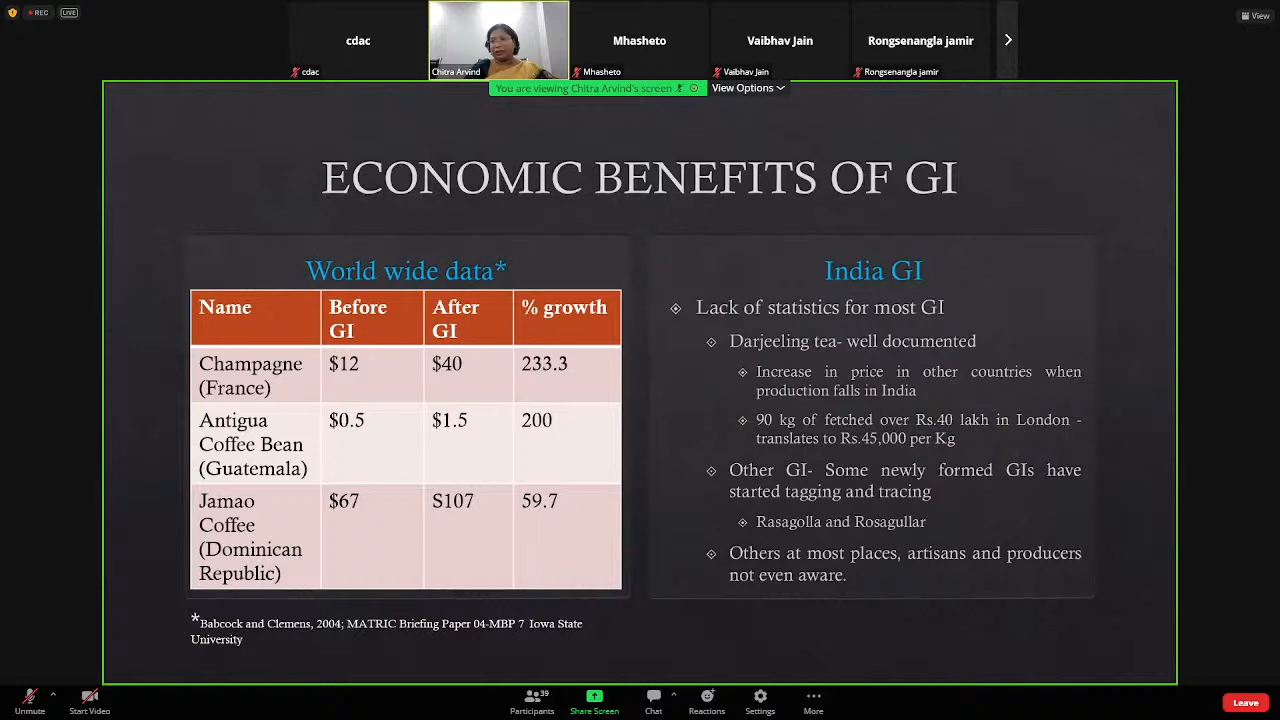 REC
LIVE
View
cdac
Mhasheto
Vaibhav Jain
Rongsenangla jamir
cdac
Chitra Arvind
Mhasheto
Vaibhav Jain
Rongsenangla jamir
You are viewing Chitra Arvind's screen
View Options
ECONOMIC BENEFITS OF GI
World wide data*
Name
Before
GI
After
GI
% growth
Champagne
(France)
$12
$40
233.3
Antigua
Coffee Bean
(Guatemala)
$0.5
$1.5
200
Jamao
Coffee
(Dominican
Republic)
$67
S107
59.7
*Babcock and Clemens, 2004; MATRIC Briefing Paper 04-MBP 7 Iowa State
University
India GI
Lack of statistics for most GI
Darjeeling tea- well documented
Increase in price in other countries when
production falls in India
90 kg of fetched over Rs.40 lakh in London -
translates to Rs.45,000 per Kg
Other GI- Some newly formed GIs have
started tagging and tracing
Rasagolla and Rosagullar
Others at most places, artisans and producers
not even aware.
Unmute
Start Video
39
Participants
Share Screen
Chat
Reactions
Settings
More
Leave